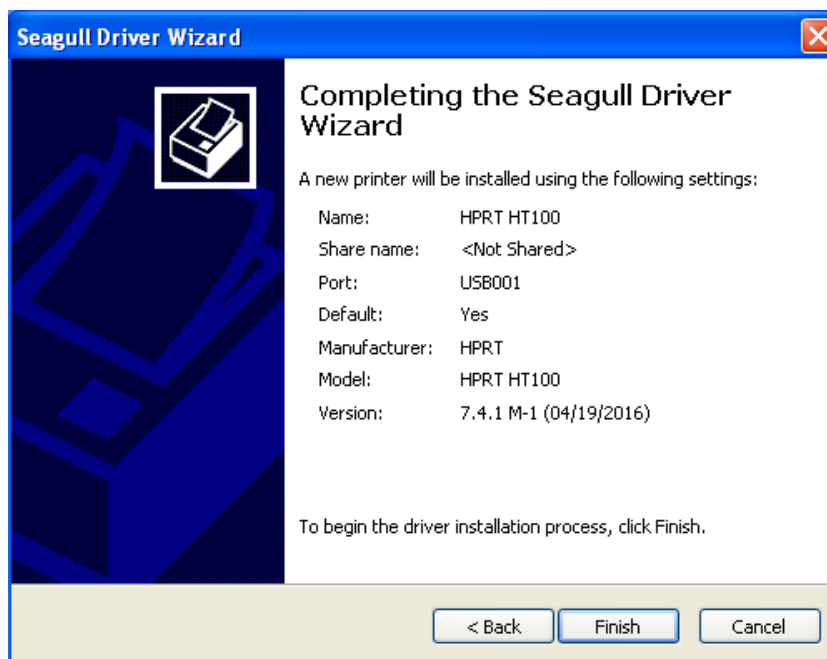 Seagull Driver Wizard
Completing the Seagull Driver
Wizard
A new printer will be installed using the following settings:
Name: HPRT HT100
Share name: <Not Shared>
Port: USB001
Default: Yes
Manufacturer: HPRT
Model: HPRT HT100
Version: 7.4.1 M-1 (04/19/2016)
To begin the driver installation process, click Finish.
< Back Finish Cancel